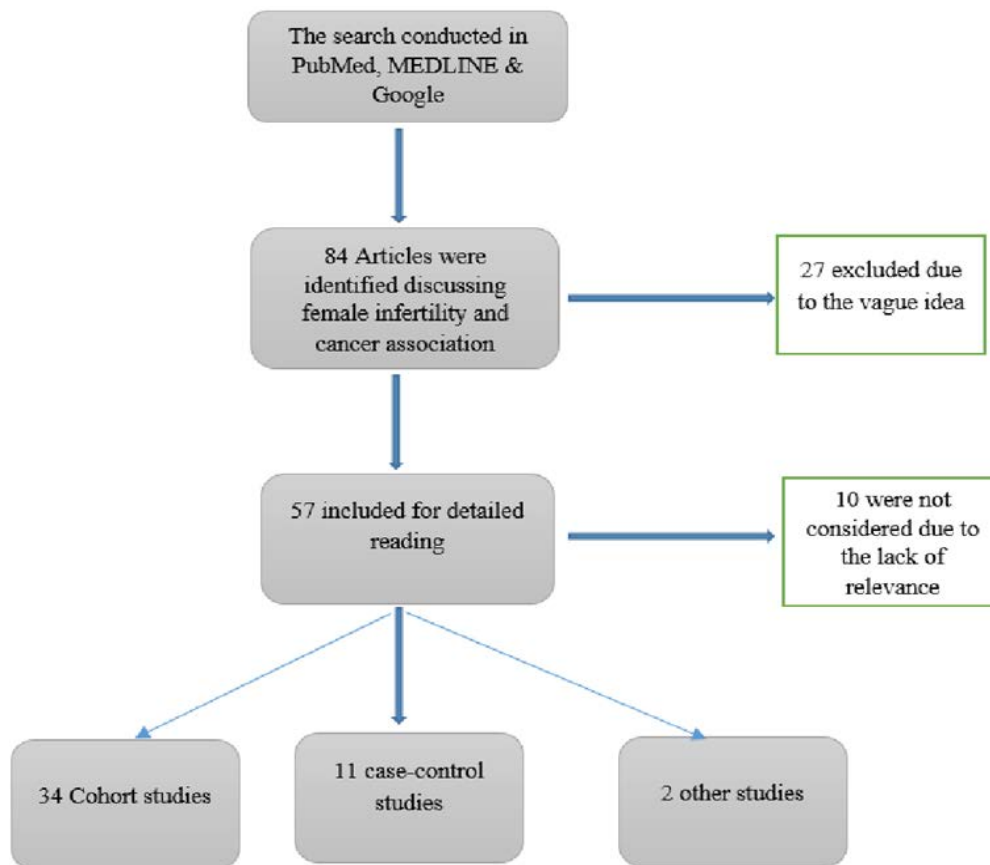 The search conducted in
PubMed, MEDLINE &
Google
84 Articles were
identified discussing
female infertility and
cancer association
27 excluded due
to the vague idea
57 included for detailed
reading
10 were not
considered due to
the lack of
relevance
34 Cohort studies
11 case-control
studies
2 other studies